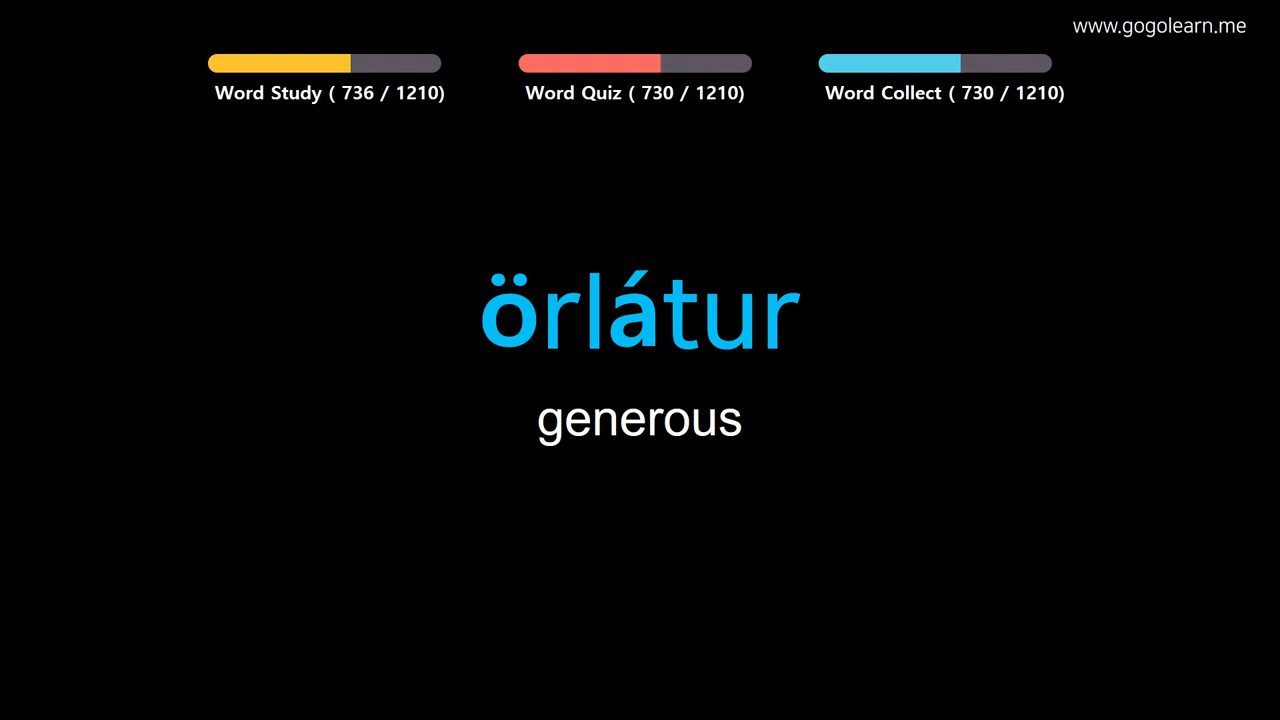 www.gogolearn.me
Word Study ( 736 / 1210)
Word Quiz ( 730 / 1210)
Word Collect ( 730 / 1210)
örlátur
generous